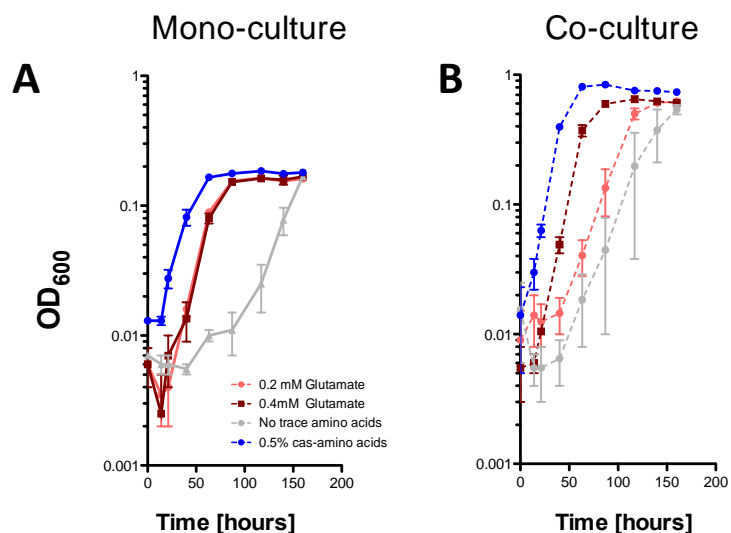 Mono-culture
Co-culture
A
B
OD600
1
0.1
0.01
0.001
0
50
100
150
200
Time [hours]
0.2 mM Glutamate
0.4mM Glutamate
No trace amino acids
0.5% cas-amino acids
1
0.1
0.01
0.001
0
50
100
150
200
Time [hours]